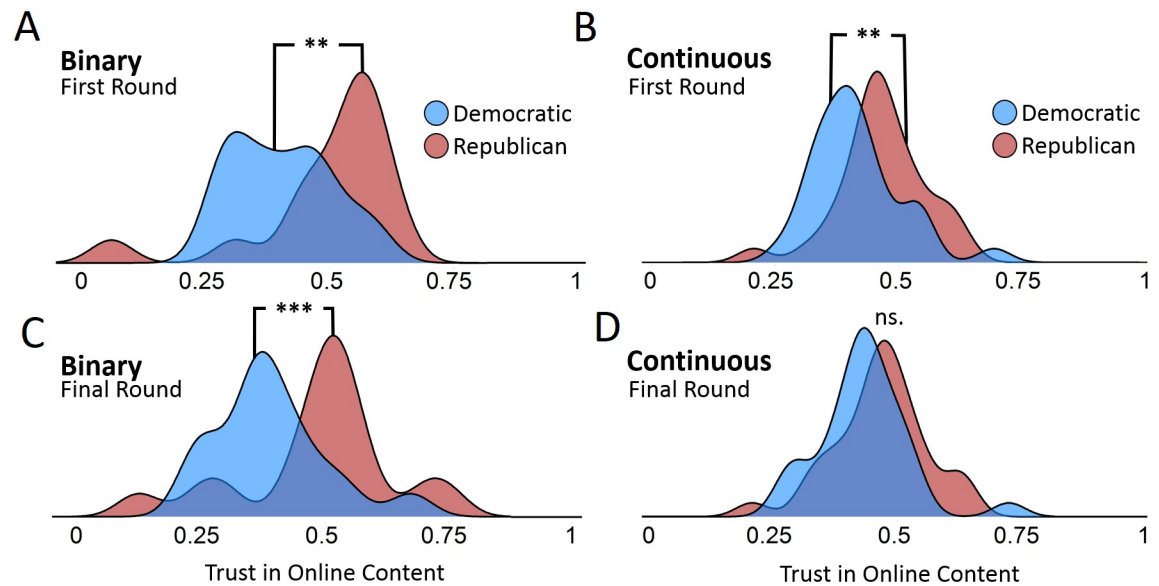 A
Binary
First Round
**
Democratic
Republican
0 0.25 0.5 0.75 1
B
Continuous
First Round
**
Democratic
Republican
0 0.25 0.5 0.75 1
C
Binary
Final Round
***
0 0.25 0.5 0.75 1
Trust in Online Content
D
Continuous
Final Round
ns.
0 0.25 0.5 0.75 1
Trust in Online Content